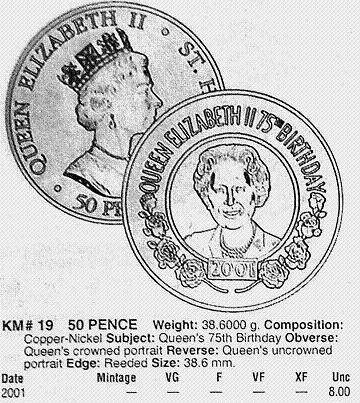 QUEEN ELIZABETH II • ST. H
• 50 PE
QUEEN ELIZABETH II 75TH BIRTHDAY
2001
KM# 19 50 PENCE Weight: 38.6000 g. Composition:
Copper-Nickel Subject: Queen's 75th Birthday Obverse:
Queen's crowned portrait Reverse: Queen's uncrowned
portrait Edge: Reeded Size: 38.6 mm.
Date Mintage VG F VF XF Unc
2001 — — — — — 8.00